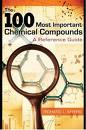 The
100
Most Important
Chemical Compounds
A Reference Guide
RICHARD L. MYERS